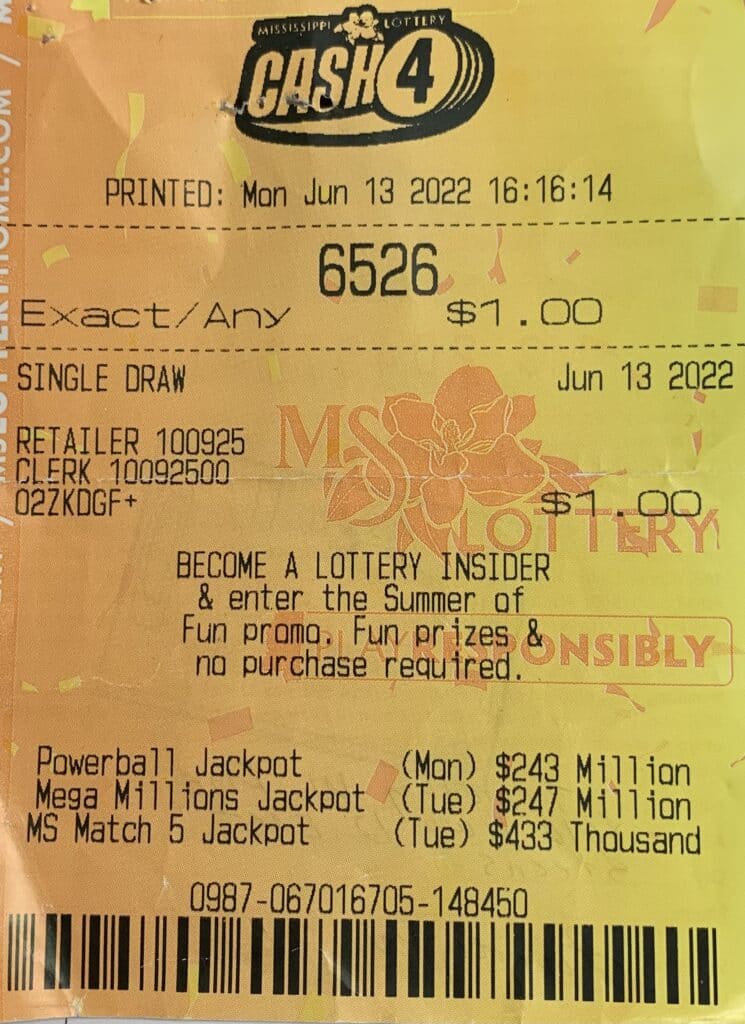 MISSISSIPPI LOTTERY
CASH 4
PRINTED: Mon Jun 13 2022 16:16:14
6526
Exact/Any $1.00
SINGLE DRAW Jun 13 2022
RETAILER 100925
CLERK 10092500
02ZKDGF+ $1.00
MS
LOTTERY
BECOME A LOTTERY INSIDER
& enter the Summer of
Fun promo. Fun prizes &
no purchase required.
PLAY RESPONSIBLY
Powerball Jackpot (Mon) $243 Million
Mega Millions Jackpot (Tue) $247 Million
MS Match 5 Jackpot (Tue) $433 Thousand
0987-067016705-148450